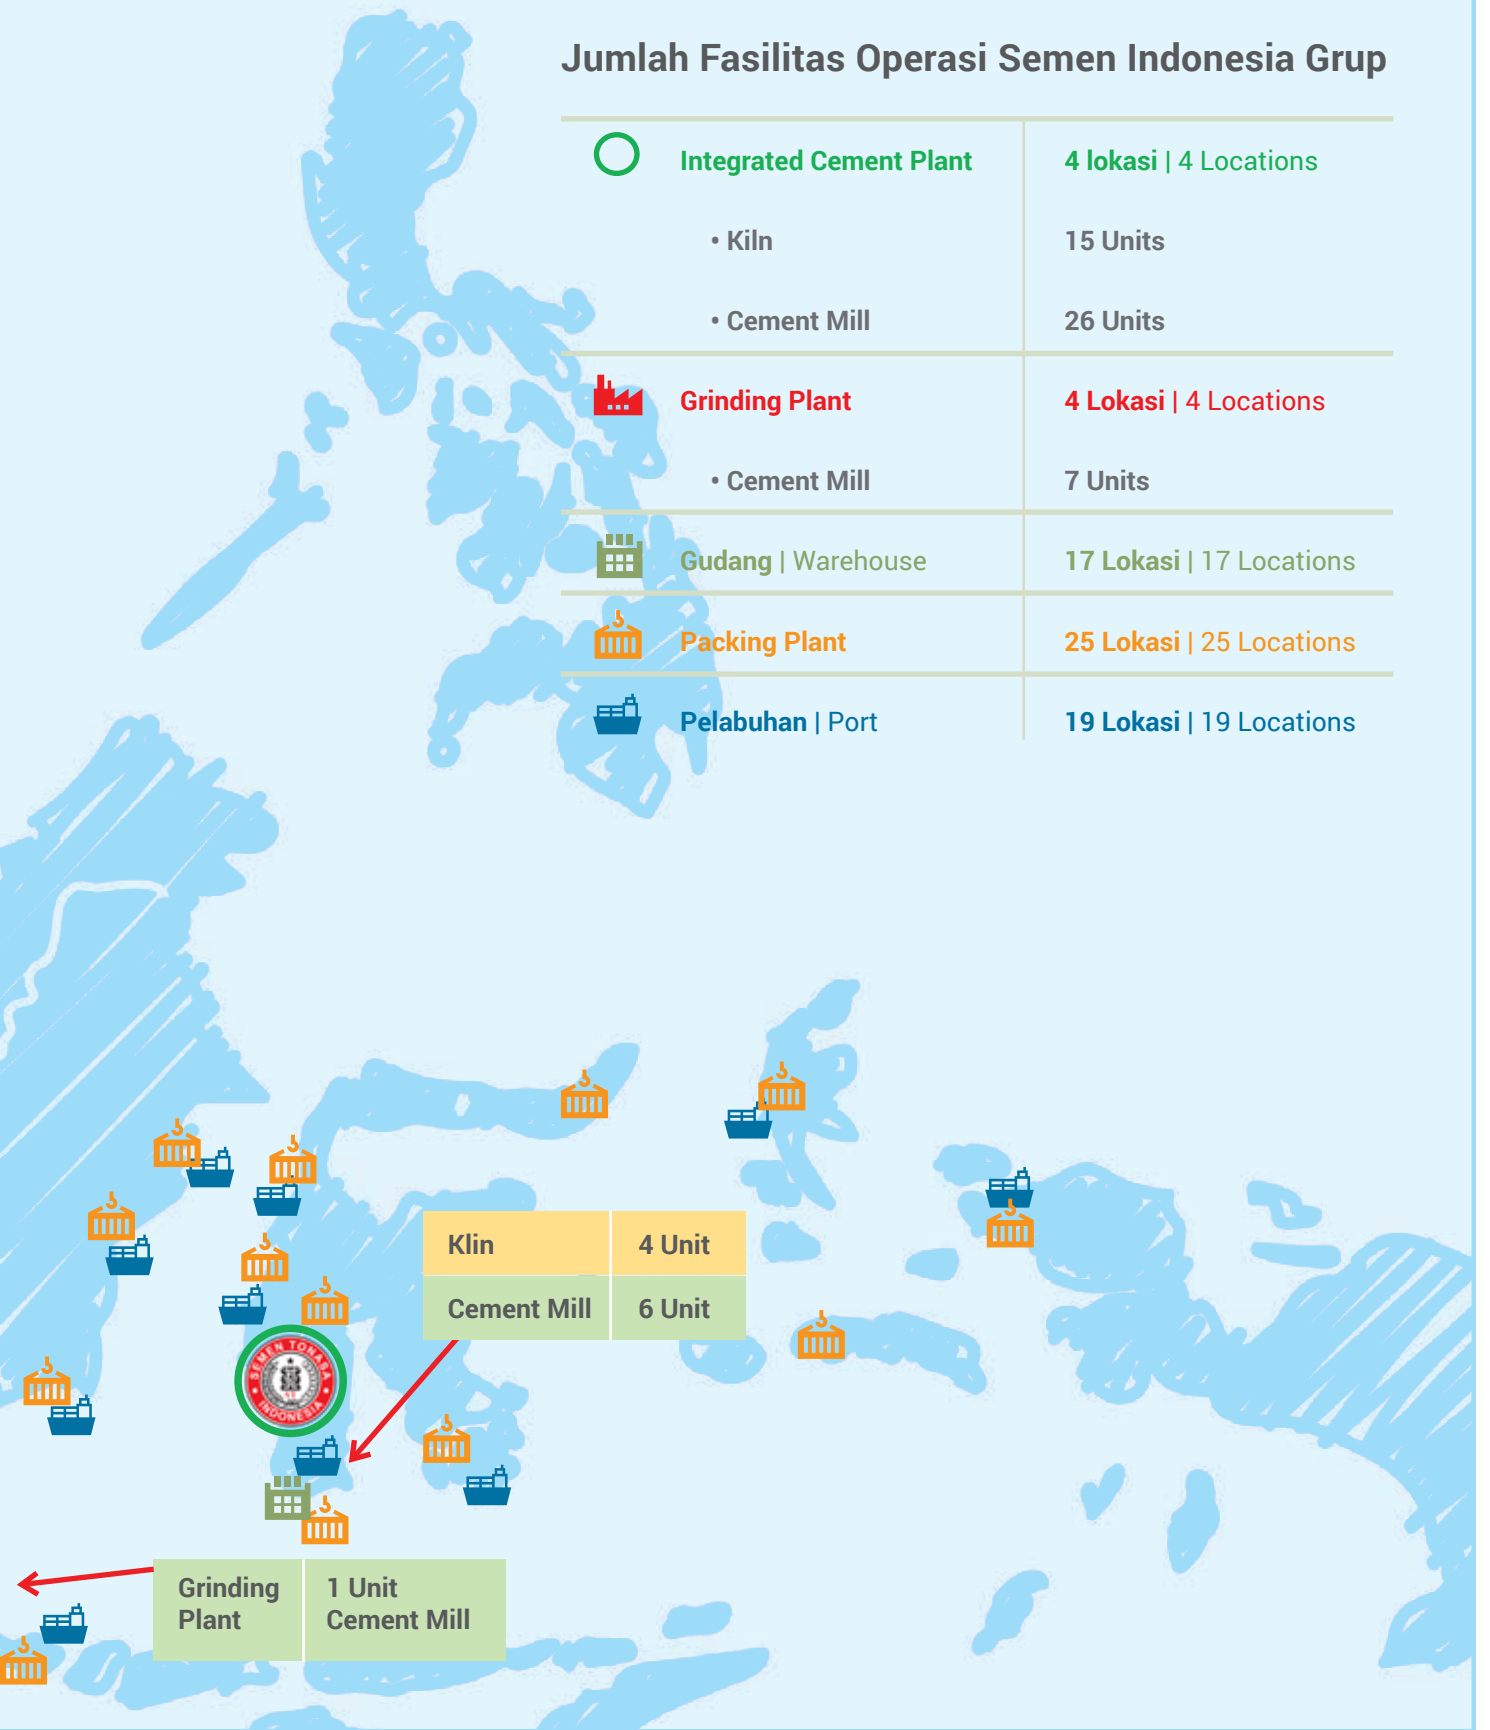 Jumlah Fasilitas Operasi Semen Indonesia Grup
Integrated Cement Plant 4 lokasi | 4 Locations
• Kiln 15 Units
• Cement Mill 26 Units
Grinding Plant 4 Lokasi | 4 Locations
• Cement Mill 7 Units
Gudang | Warehouse 17 Lokasi | 17 Locations
Packing Plant 25 Lokasi | 25 Locations
Pelabuhan | Port 19 Lokasi | 19 Locations
Klin 4 Unit
Cement Mill 6 Unit
SEMEN TONASA
INDONESIA
Grinding 1 Unit
Plant Cement Mill